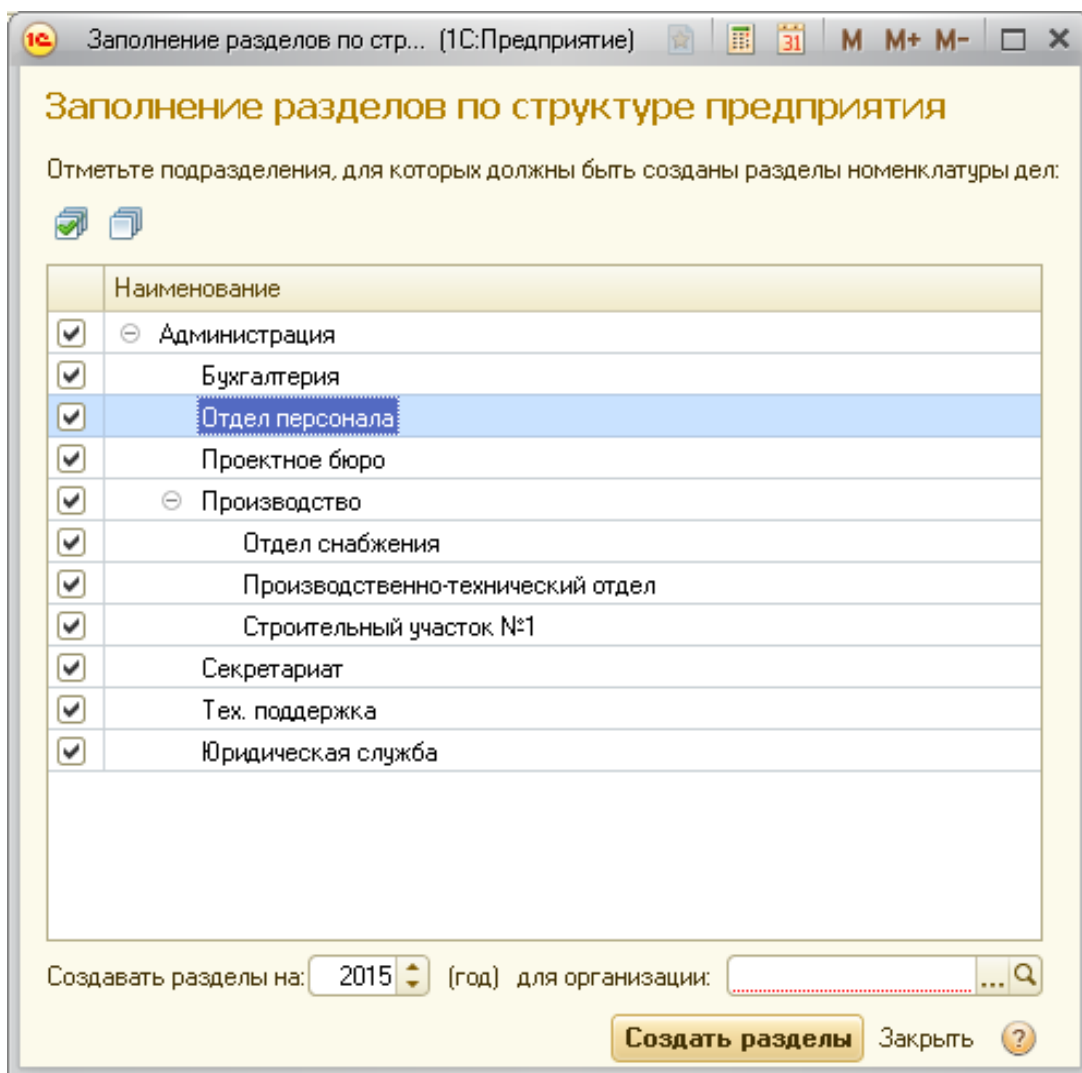 1С Заполнение разделов по стр... (1С:Предприятие) 31 M M+ M-
Заполнение разделов по структуре предприятия
Отметьте подразделения, для которых должны быть созданы разделы номенклатуры дел:
Наименование
Администрация
Бухгалтерия
Отдел персонала
Проектное бюро
Производство
Отдел снабжения
Производственно-технический отдел
Строительный участок №1
Секретариат
Тех. поддержка
Юридическая служба
Создавать разделы на: 2015 (год) для организации: ...
Создать разделы Закрыть ?